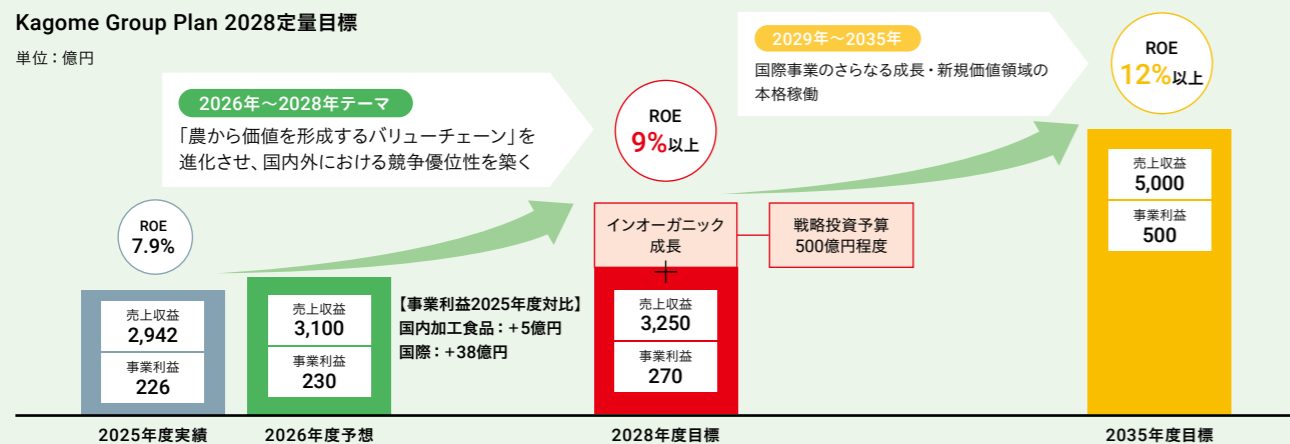 Kagome Group Plan 2028定量目標
単位：億円
2026年～2028年テーマ
「農から価値を形成するバリューチェーン」を
進化させ、国内外における競争優位性を築く
2029年～2035年
国際事業のさらなる成長・新規価値領域の
本格稼働
ROE
7.9%
売上収益
2,942
事業利益
226
2025年度実績
売上収益
3,100
事業利益
230
2026年度予想
【事業利益2025年度対比】
国内加工食品：+5億円
国際：+38億円
ROE
9%以上
インオーガニック
成長
+
戦略投資予算
500億円程度
売上収益
3,250
事業利益
270
2028年度目標
ROE
12%以上
売上収益
5,000
事業利益
500
2035年度目標